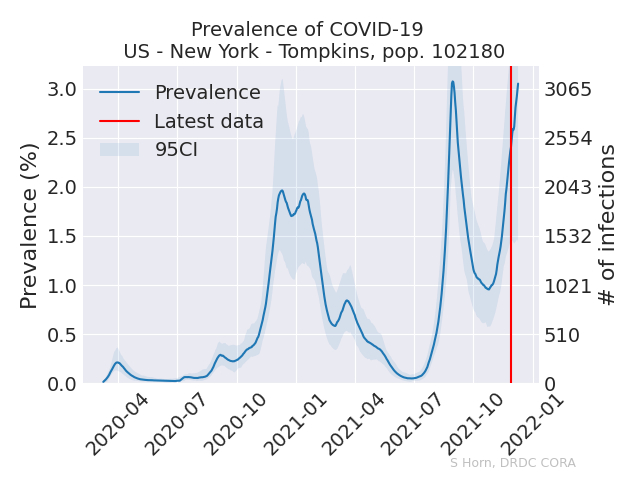 Prevalence of COVID-19
US - New York - Tompkins, pop. 102180
Prevalence
Latest data
95CI
Prevalence (%)
3.0
2.5
2.0
1.5
1.0
0.5
0.0
3065
2554
2043
1532
1021
510
0
# of infections
2020-04
2020-07
2020-10
2021-01
2021-04
2021-07
2021-10
2022-01
S Horn, DRDC CORA